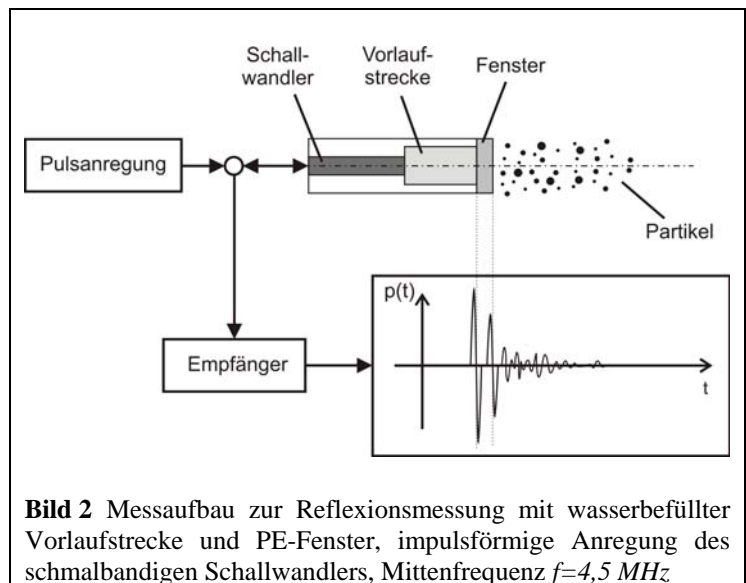 Schall-
wandler
Vorlauf-
strecke
Fenster
Pulsanregung
Partikel
p(t)
Empfänger
t
Bild 2 Messaufbau zur Reflexionsmessung mit wasserbefüllter
Vorlaufstrecke und PE-Fenster, impulsförmige Anregung des
schmalbandigen Schallwandlers, Mittenfrequenz f=4,5 MHz